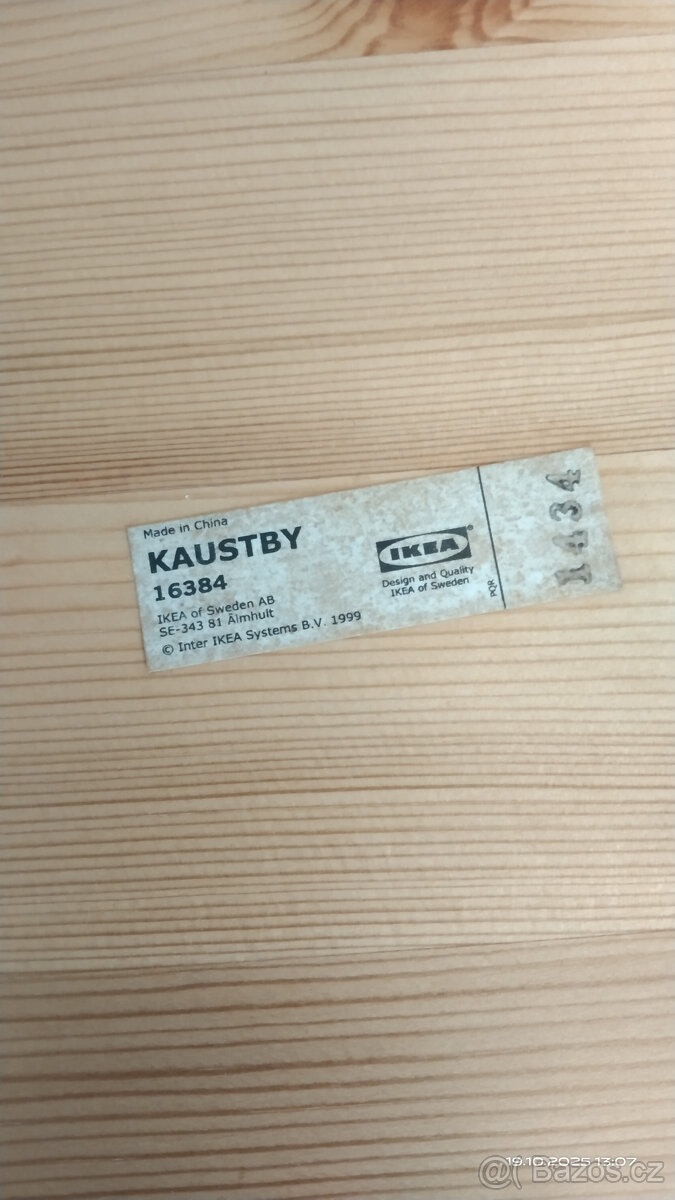 Made in China
KAUSTBY
16384
IKEA of Sweden AB
SE-343 81 Älmhult
© Inter IKEA Systems B.V. 1999
IKEA®
Design and Quality
IKEA of Sweden
PQR
1434
19.10.2025 13:07
@Bazos.cz